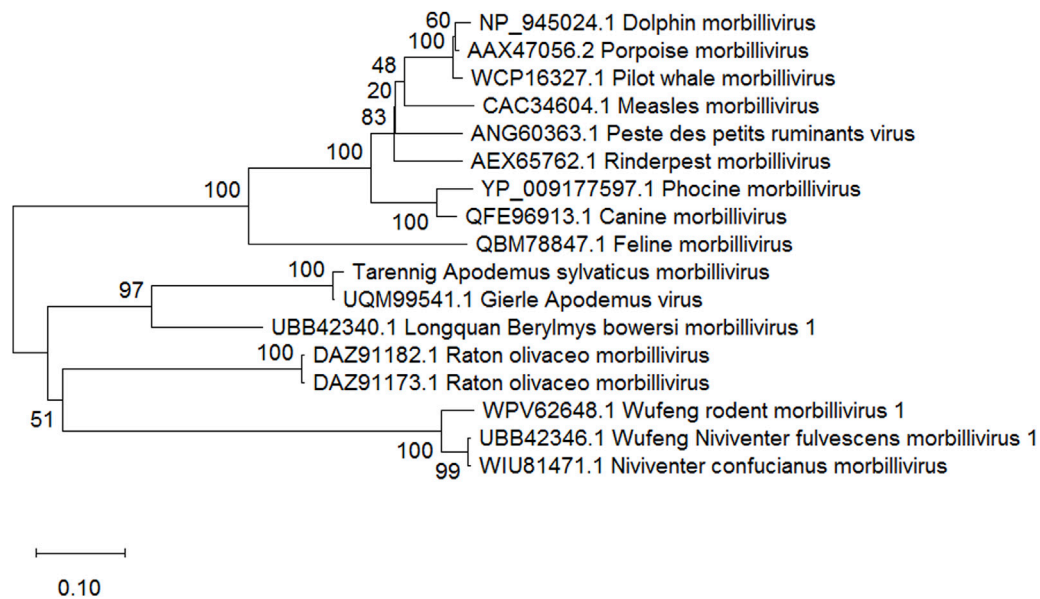 60 NP_945024.1 Dolphin morbillivirus
100 AAX47056.2 Porpoise morbillivirus
48 WCP16327.1 Pilot whale morbillivirus
20
CAC34604.1 Measles morbillivirus
83
ANG60363.1 Peste des petits ruminants virus
100 AEX65762.1 Rinderpest morbillivirus
100 YP_009177597.1 Phocine morbillivirus
100 QFE96913.1 Canine morbillivirus
QBM78847.1 Feline morbillivirus
100 Tarennig Apodemus sylvaticus morbillivirus
97 UQM99541.1 Gierle Apodemus virus
UBB42340.1 Longquan Berylmys bowersi morbillivirus 1
100 DAZ91182.1 Raton olivaceo morbillivirus
DAZ91173.1 Raton olivaceo morbillivirus
51 WPV62648.1 Wufeng rodent morbillivirus 1
100 UBB42346.1 Wufeng Niviventer fulvescens morbillivirus 1
99 WIU81471.1 Niviventer confucianus morbillivirus
0.10